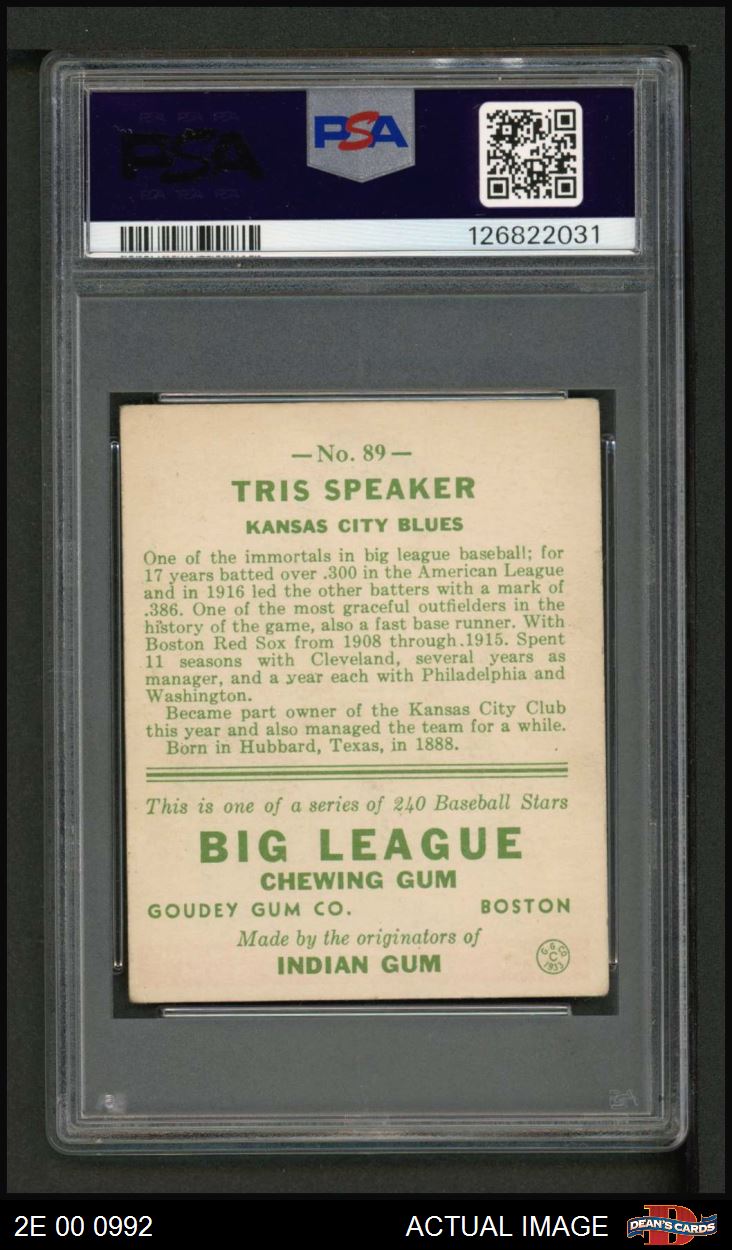 PSA
PSA
126822031
—No. 89—
TRIS SPEAKER
KANSAS CITY BLUES
One of the immortals in big league baseball; for
17 years batted over .300 in the American League
and in 1916 led the other batters with a mark of
.386. One of the most graceful outfielders in the
history of the game, also a fast base runner. With
Boston Red Sox from 1908 through.1915. Spent
11 seasons with Cleveland, several years as
manager, and a year each with Philadelphia and
Washington.
Became part owner of the Kansas City Club
this year and also managed the team for a while.
Born in Hubbard, Texas, in 1888.
This is one of a series of 240 Baseball Stars
BIG LEAGUE
CHEWING GUM
GOUDEY GUM CO. BOSTON
Made by the originators of
INDIAN GUM
G.G.CO.
C
1933
2E 00 0992 ACTUAL IMAGE DEAN'S CARDS